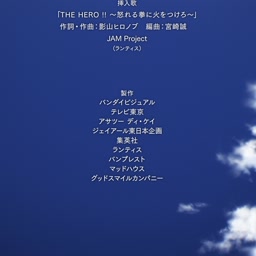 挿入歌
「THE HERO !! ～怒れる拳に火をつけろ～」
作詞・作曲：影山ヒロノブ　編曲：宮崎誠
JAM Project
（ランティス）
製作
バンダイビジュアル
テレビ東京
アサツー ディ・ケイ
ジェイアール東日本企画
集英社
ランティス
バンプレスト
マッドハウス
グッドスマイルカンパニー